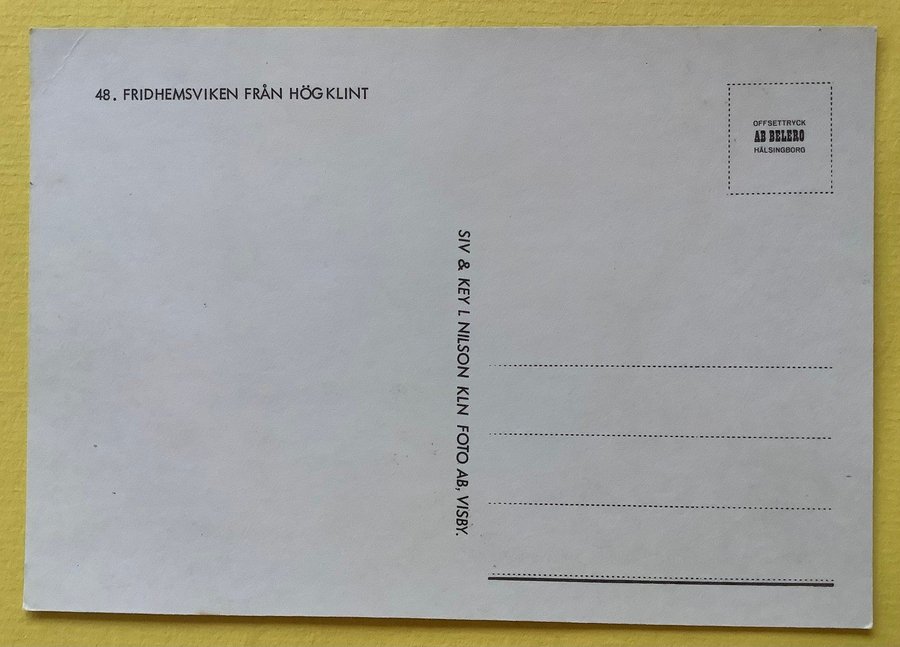 48. FRIDHEMSVIKEN FRÅN HÖGKLINT
OFFSETTRYCK
AB BELERO
HÄLSINGBORG
SIV & KEY L NILSON KLN FOTO AB, VISBY.